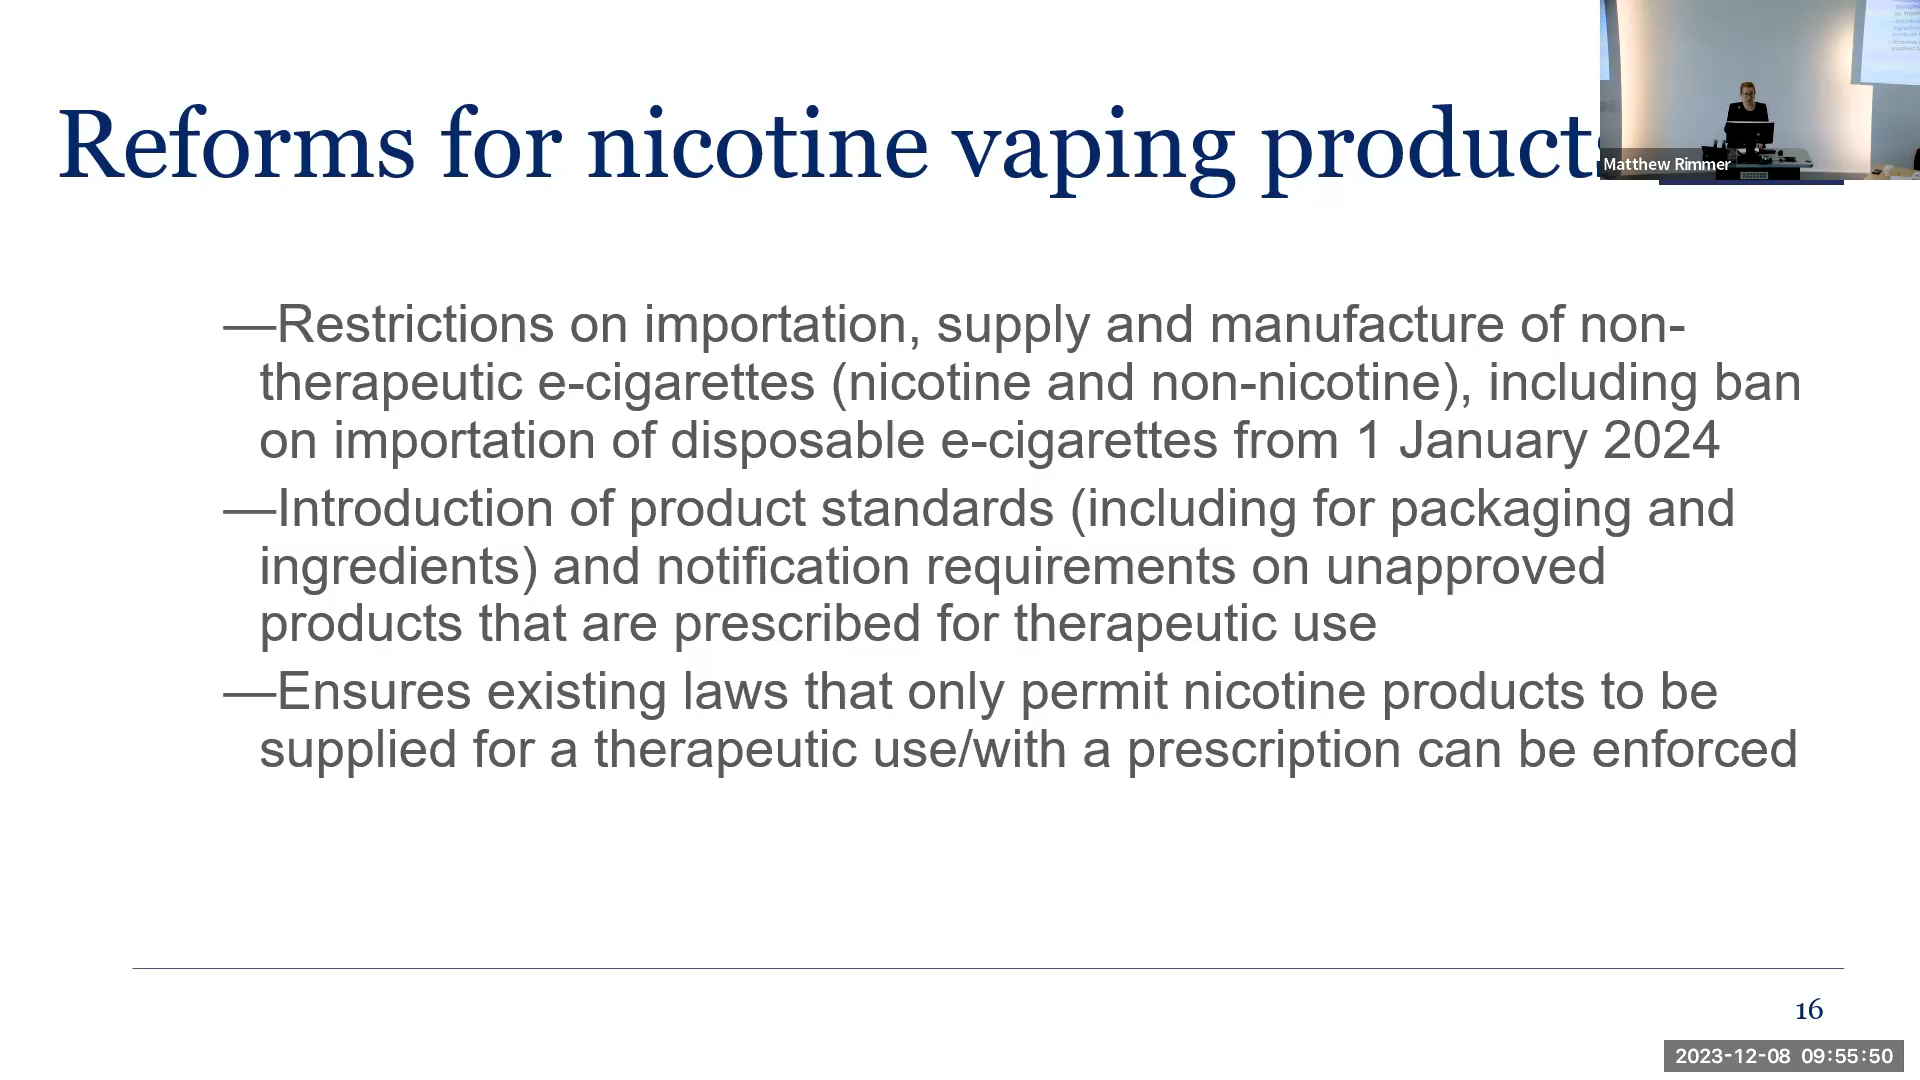 Reforms for nicotine vaping products
Matthew Rimmer
—Restrictions on importation, supply and manufacture of non-
therapeutic e-cigarettes (nicotine and non-nicotine), including ban
on importation of disposable e-cigarettes from 1 January 2024
—Introduction of product standards (including for packaging and
ingredients) and notification requirements on unapproved
products that are prescribed for therapeutic use
—Ensures existing laws that only permit nicotine products to be
supplied for a therapeutic use/with a prescription can be enforced
16
2023-12-08 09:55:50